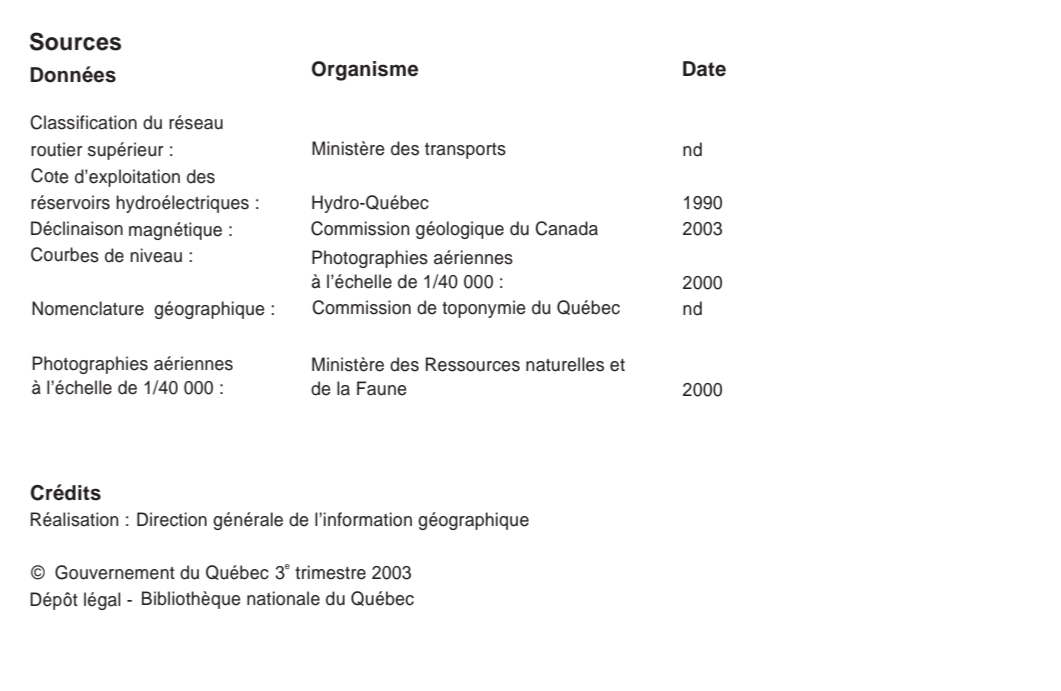 Sources
Données Organisme Date
Classification du réseau
routier supérieur : Ministère des transports nd
Cote d'exploitation des
réservoirs hydroélectriques : Hydro-Québec 1990
Déclinaison magnétique : Commission géologique du Canada 2003
Courbes de niveau : Photographies aériennes
à l'échelle de 1/40 000 : 2000
Nomenclature géographique : Commission de toponymie du Québec nd
Photographies aériennes Ministère des Ressources naturelles et
à l'échelle de 1/40 000 : de la Faune 2000
Crédits
Réalisation : Direction générale de l'information géographique
© Gouvernement du Québec 3e trimestre 2003
Dépôt légal - Bibliothèque nationale du Québec